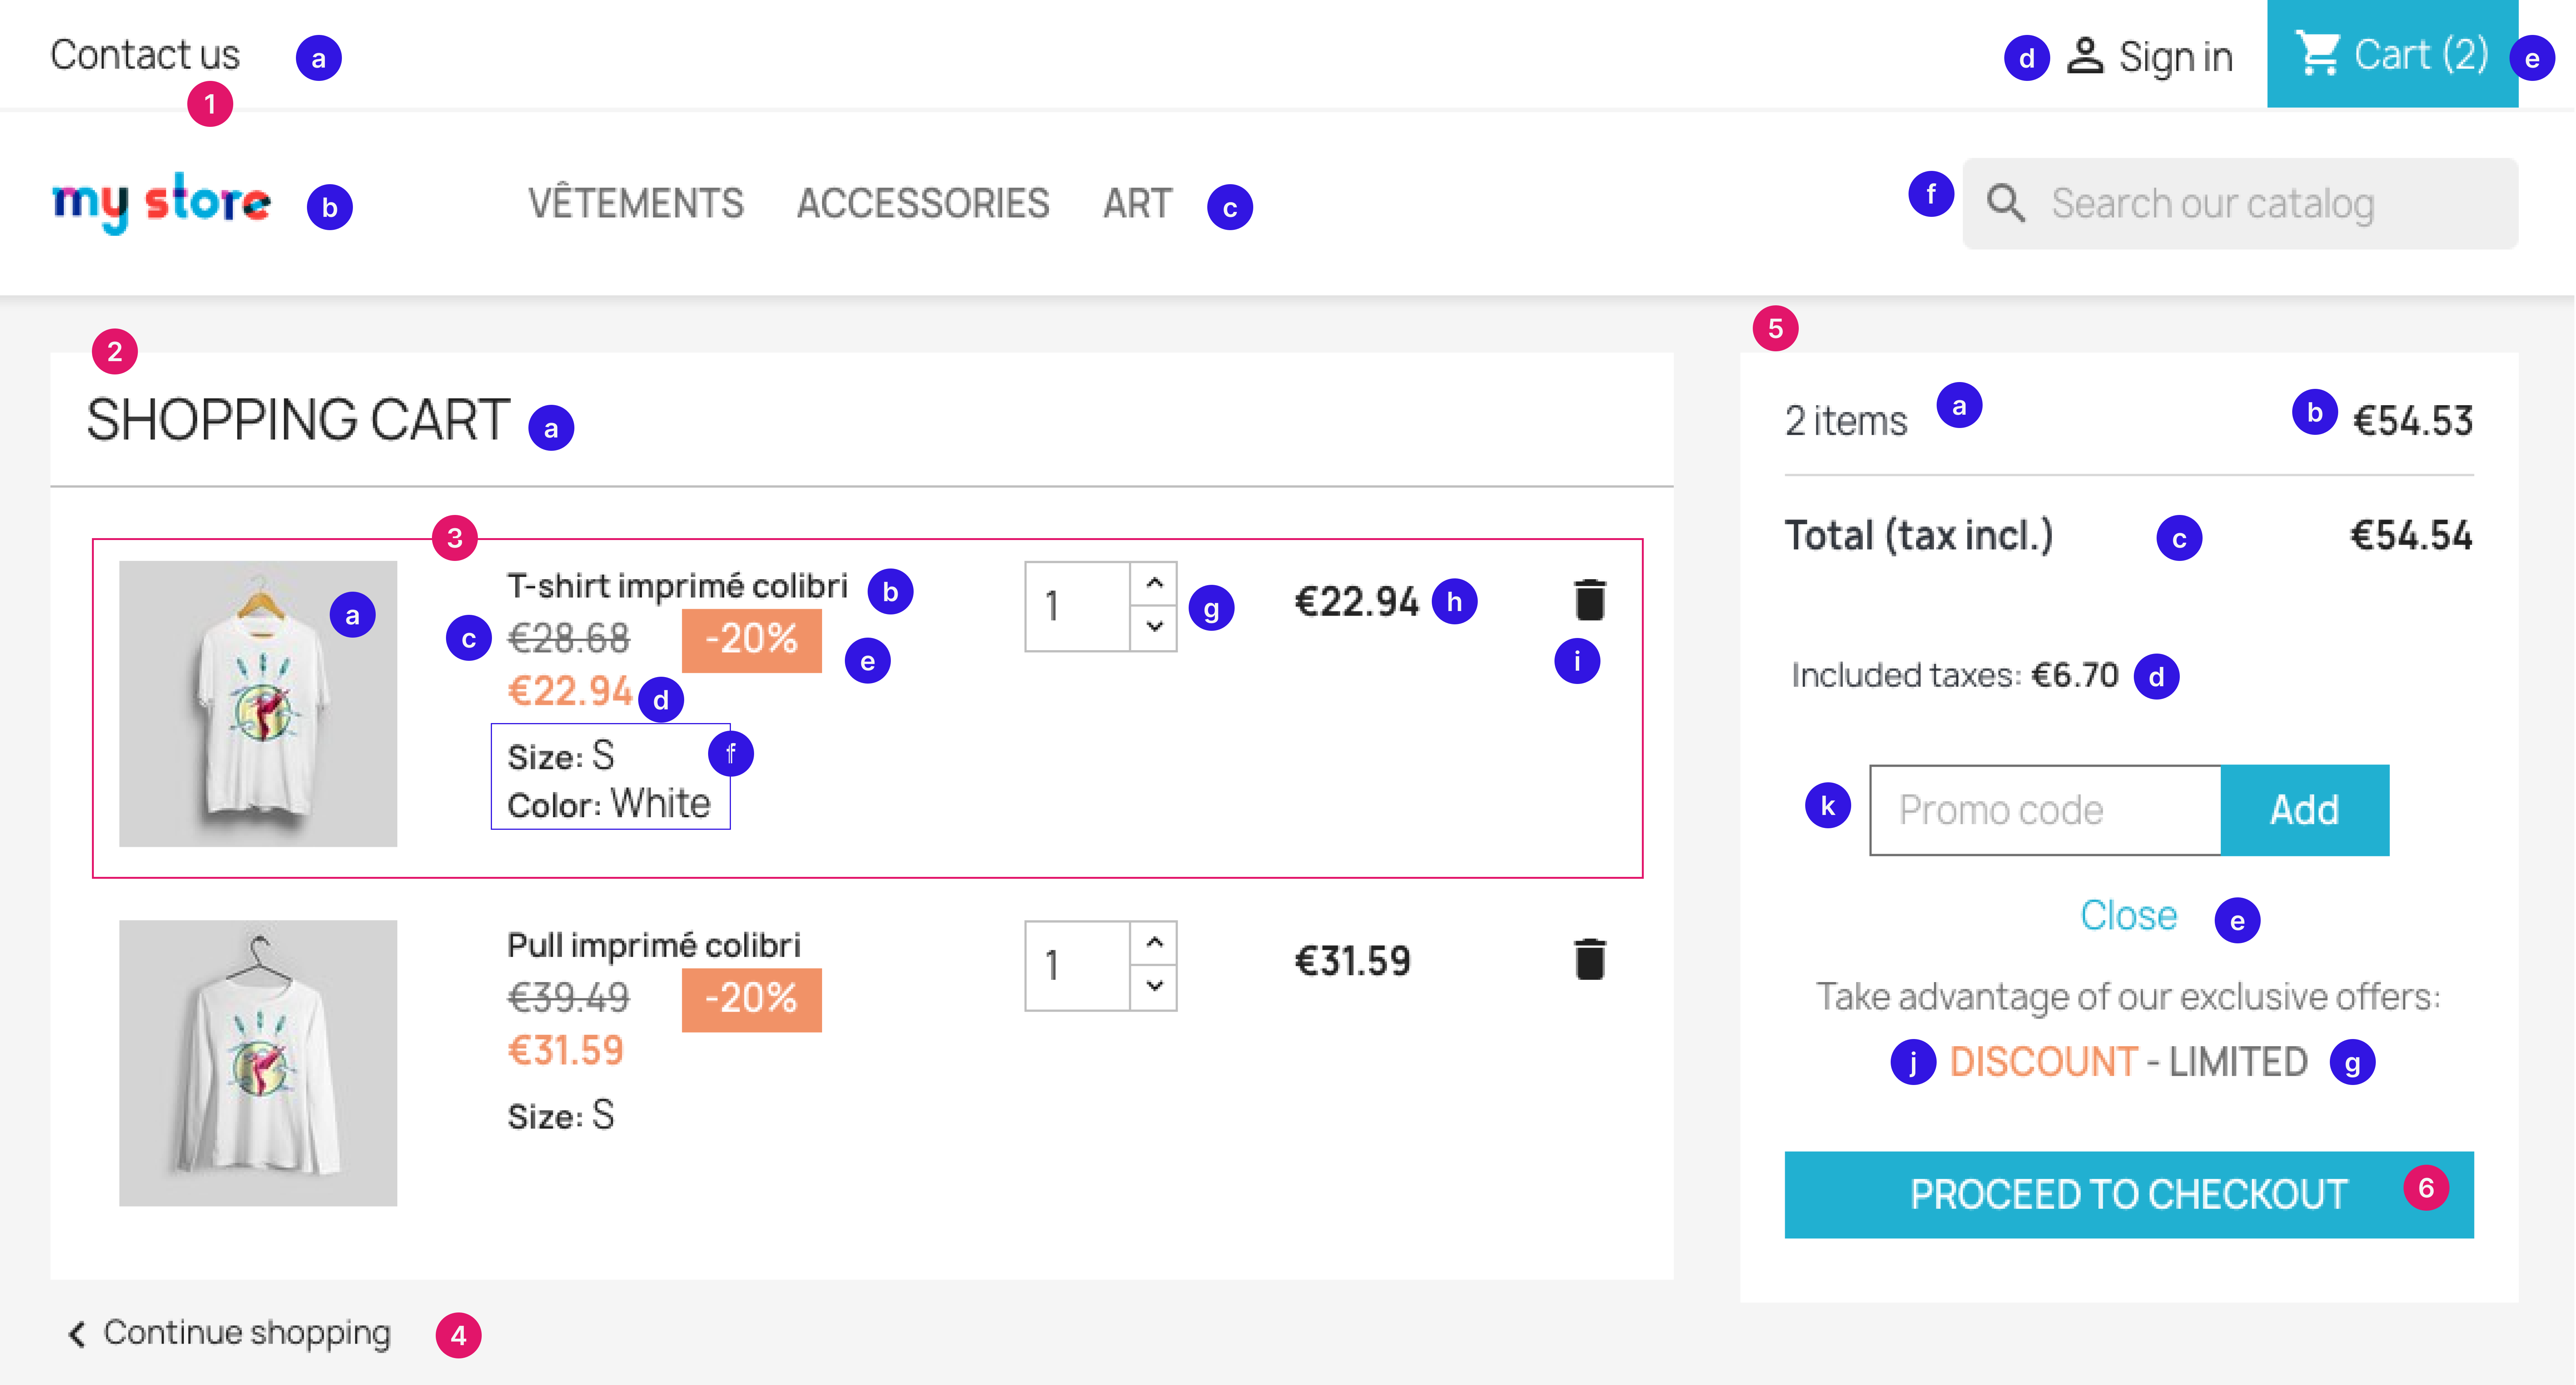 Contact us a
d Sign in Cart (2) e
1
my store b VÊTEMENTS ACCESSORIES ART c f Search our catalog
2
SHOPPING CART a
3
a
T-shirt imprimé colibri b
c €28.68 -20% e
€22.94 d
Size: S f
Color: White
1 g €22.94 h
i
Pull imprimé colibri
€39.49 -20%
€31.59
Size: S
1 €31.59
Continue shopping 4
5
2 items a b €54.53
Total (tax incl.) c €54.54
Included taxes: €6.70 d
k Promo code Add
Close e
Take advantage of our exclusive offers:
j DISCOUNT - LIMITED g
PROCEED TO CHECKOUT 6